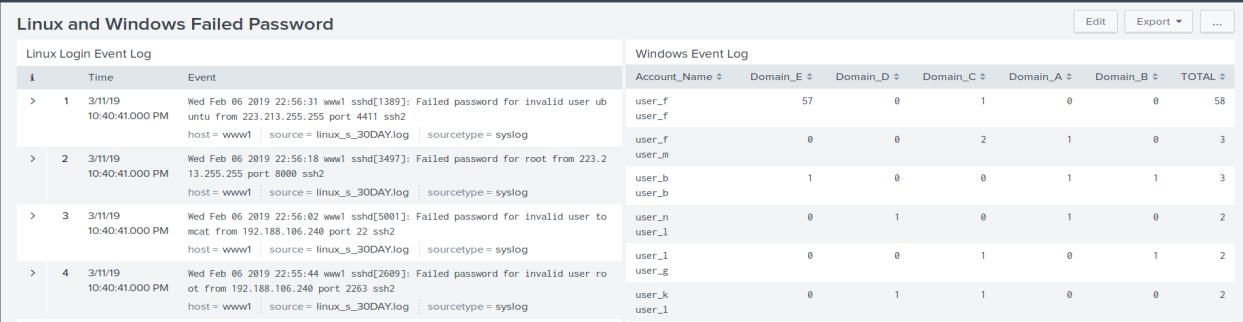 Linux and Windows Failed Password
Edit
Export
...
Linux Login Event Log
i Time Event
> 1 3/11/19 Wed Feb 06 2019 22:56:31 www1 sshd[1389]: Failed password for invalid user ub
10:40:41.000 PM untu from 223.213.255.255 port 4411 ssh2
host = www1 source = linux_s_30DAY.log sourcetype = syslog
> 2 3/11/19 Wed Feb 06 2019 22:56:18 www1 sshd[3497]: Failed password for root from 223.2
10:40:41.000 PM 13.255.255 port 8000 ssh2
host = www1 source = linux_s_30DAY.log sourcetype = syslog
> 3 3/11/19 Wed Feb 06 2019 22:56:02 www1 sshd[5001]: Failed password for invalid user to
10:40:41.000 PM mcat from 192.188.106.240 port 22 ssh2
host = www1 source = linux_s_30DAY.log sourcetype = syslog
> 4 3/11/19 Wed Feb 06 2019 22:55:44 www1 sshd[2609]: Failed password for invalid user ro
10:40:41.000 PM ot from 192.188.106.240 port 2263 ssh2
host = www1 source = linux_s_30DAY.log sourcetype = syslog
Windows Event Log
Account_Name Domain_E Domain_D Domain_C Domain_A Domain_B TOTAL
user_f 57 0 1 0 0 58
user_f
user_f 0 0 2 1 0 3
user_m
user_b 1 0 0 1 1 3
user_b
user_n 0 1 0 1 0 2
user_l
user_l 0 0 1 0 1 2
user_g
user_k 0 1 1 0 0 2
user_l